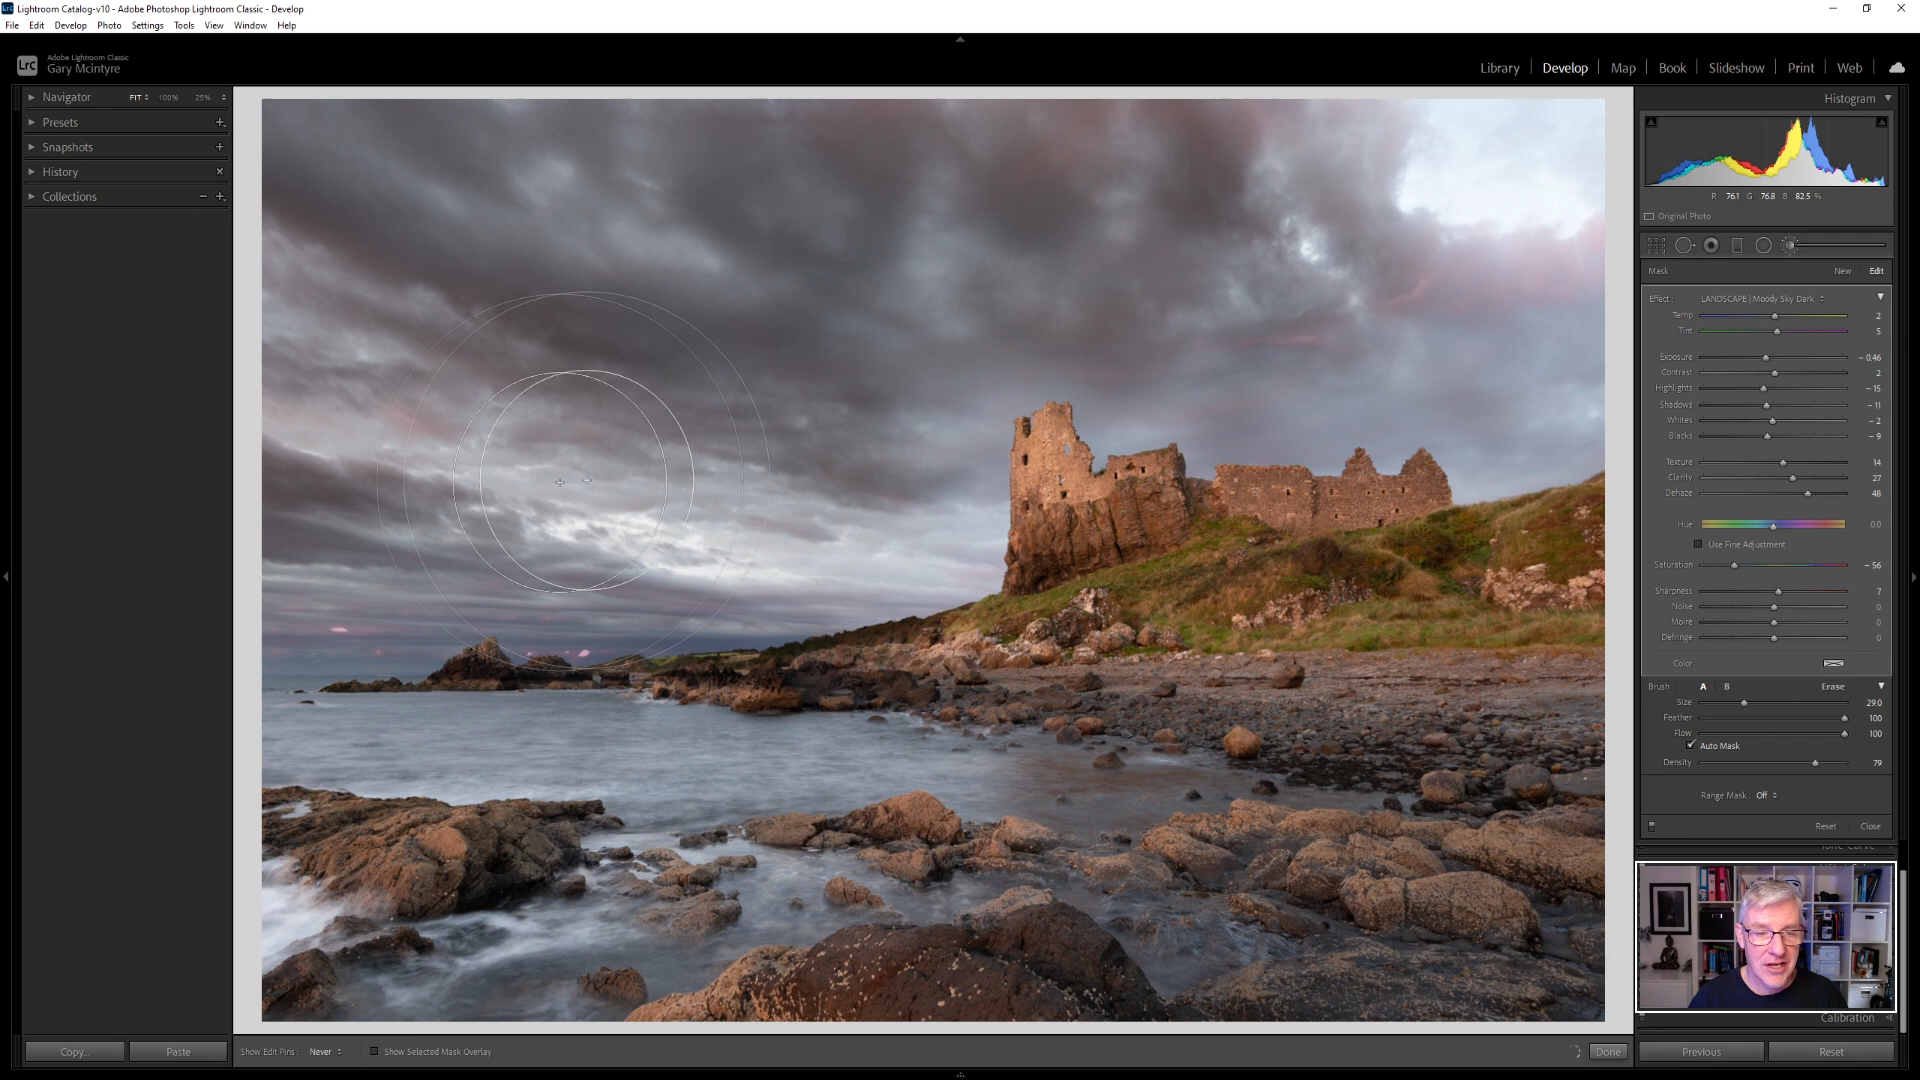 Lightroom Catalog-v10 - Adobe Photoshop Lightroom Classic - Develop
File Edit Develop Photo Settings Tools View Window Help
LrC Adobe Lightroom Classic
Gary Mcintyre
Library Develop Map Book Slideshow Print Web
Navigator FIT 100% 25%
Presets
Snapshots
History
Collections
Histogram
R 76.1 G 76.8 B 82.5 %
Original Photo
Mask : New Edit
Effect : LANDSCAPE | Moody Sky Dark
Temp 2
Tint 5
Exposure - 0.46
Contrast 2
Highlights - 15
Shadows - 11
Whites - 2
Blacks - 9
Texture 14
Clarity 27
Dehaze 48
Hue 0.0
Use Fine Adjustment
Saturation - 56
Sharpness 7
Noise 0
Moiré 0
Defringe 0
Color
Brush : A B Erase
Size 29.0
Feather 100
Flow 100
Auto Mask
Density 79
Range Mask : Off
Reset Close
Tone Curve
Calibration
Copy... Paste
Show Edit Pins : Never Show Selected Mask Overlay
Done
Previous Reset